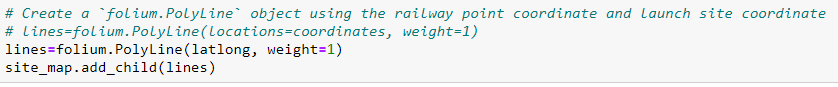 # Create a `folium.PolyLine` object using the railway point coordinate and launch site coordinate
# lines=folium.PolyLine(locations=coordinates, weight=1)
lines=folium.PolyLine(latlong, weight=1)
site_map.add_child(lines)